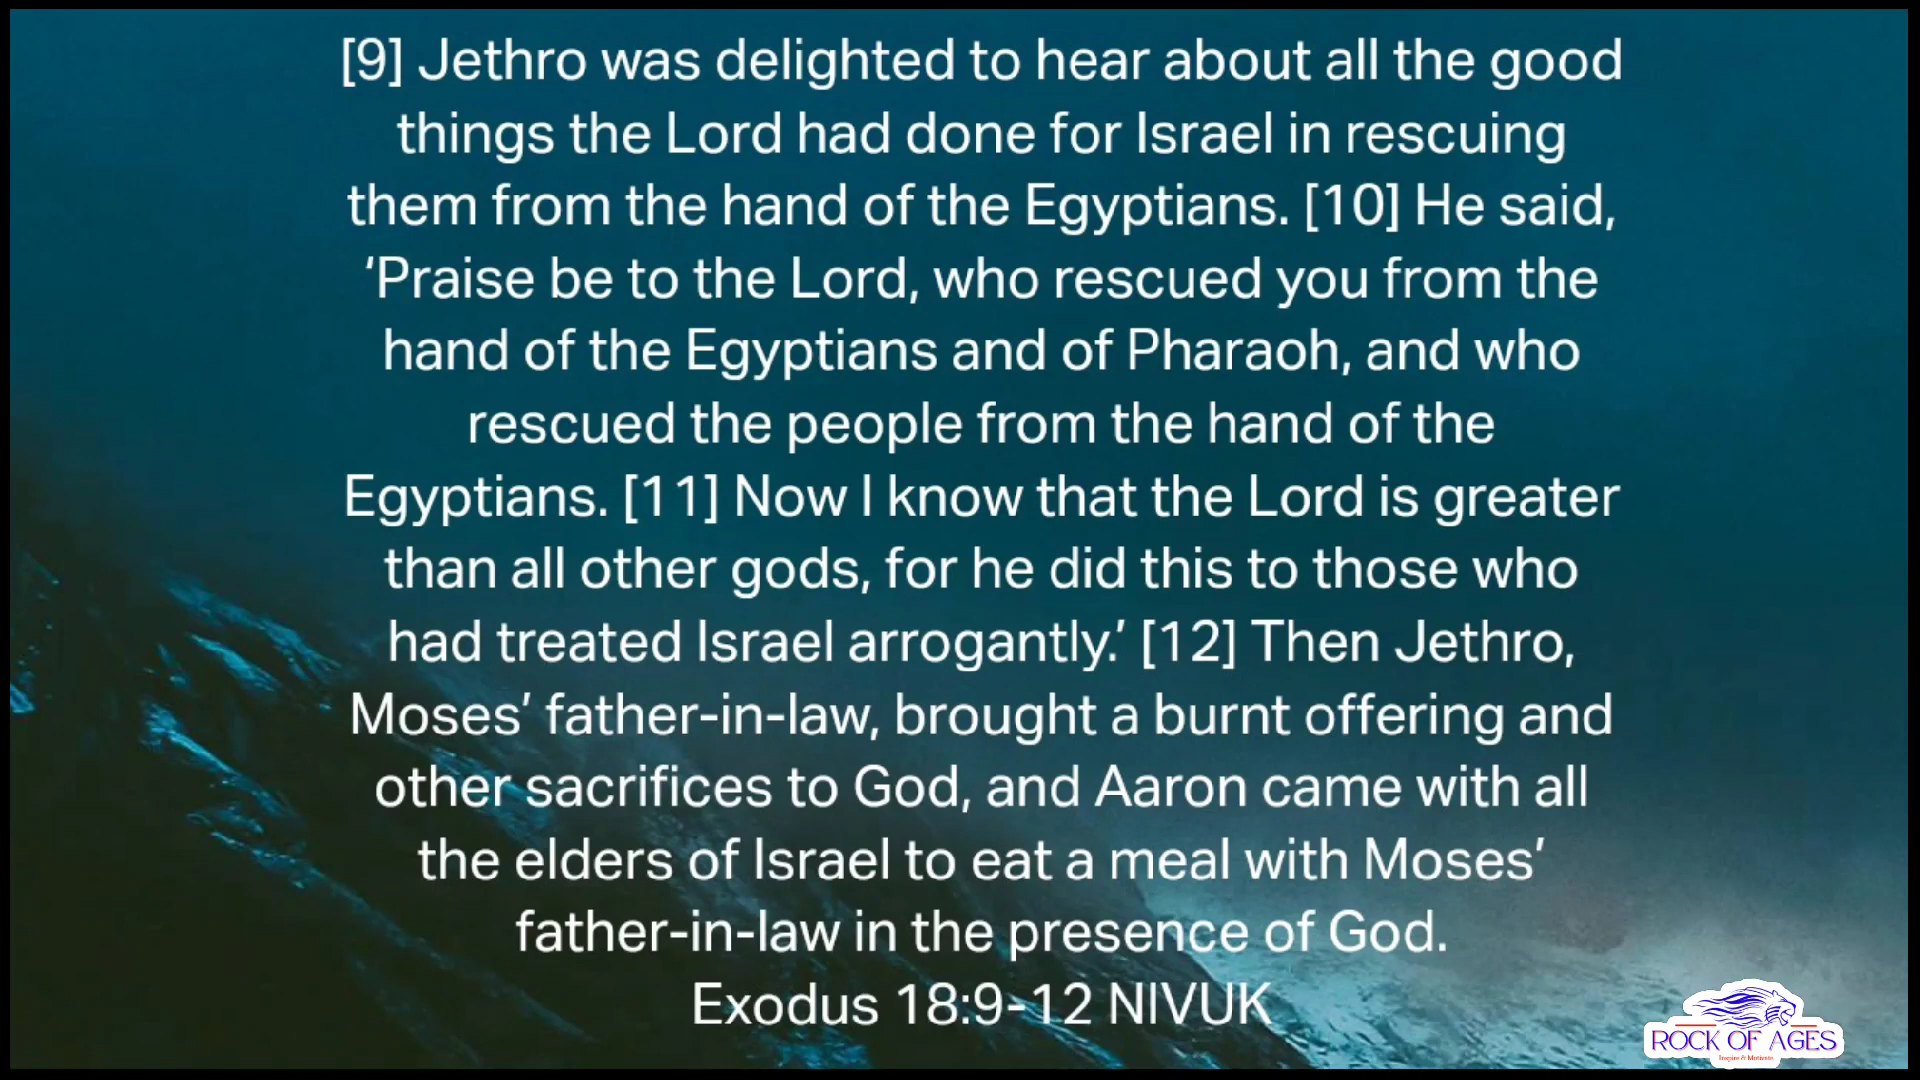 [9] Jethro was delighted to hear about all the good
things the Lord had done for Israel in rescuing
them from the hand of the Egyptians. [10] He said,
‘Praise be to the Lord, who rescued you from the
hand of the Egyptians and of Pharaoh, and who
rescued the people from the hand of the
Egyptians. [11] Now I know that the Lord is greater
than all other gods, for he did this to those who
had treated Israel arrogantly.’ [12] Then Jethro,
Moses’ father-in-law, brought a burnt offering and
other sacrifices to God, and Aaron came with all
the elders of Israel to eat a meal with Moses’
father-in-law in the presence of God.
Exodus 18:9-12 NIVUK
ROCK OF AGES
Inspire & Motivate